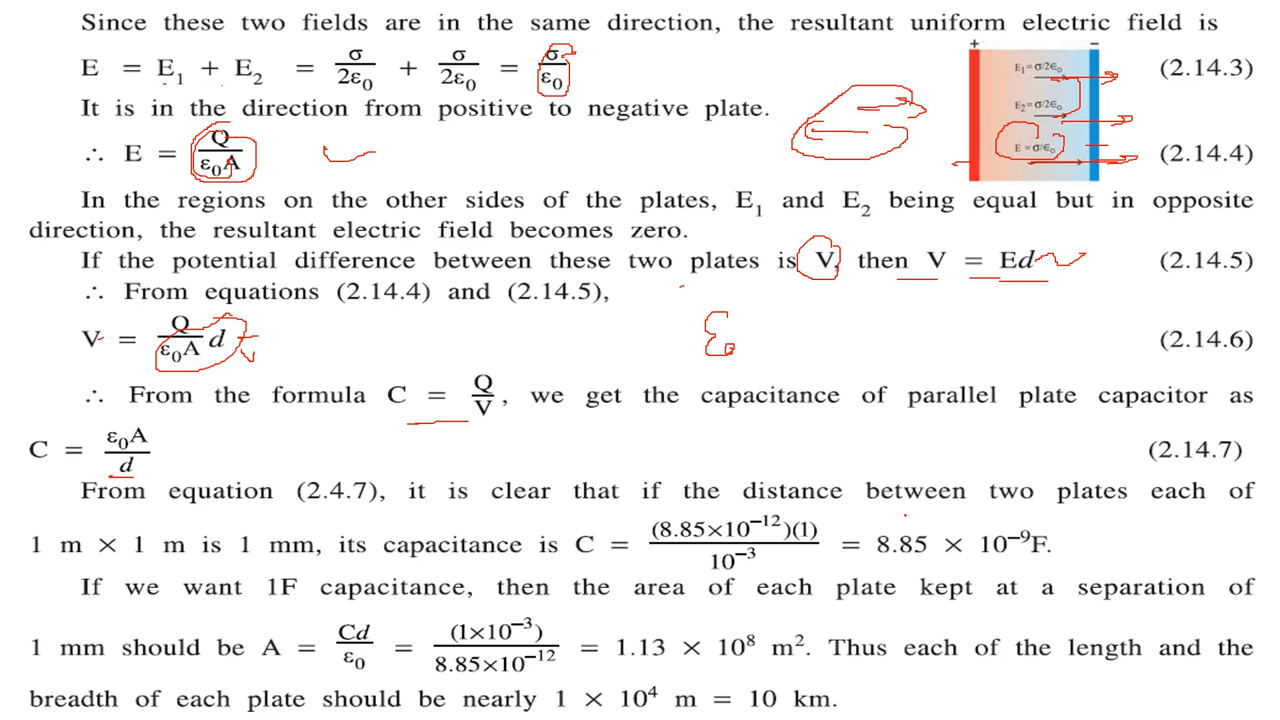 Since these two fields are in the same direction, the resultant uniform electric field is
E = E₁ + E₂ = σ/2ε₀ + σ/2ε₀ = σ/ε₀ (2.14.3)
+ −
E₁=σ/2ϵ₀
E₂=σ/2ϵ₀
E =σ/ϵ₀
It is in the direction from positive to negative plate.
∴ E = Q/ε₀A (2.14.4)
In the regions on the other sides of the plates, E₁ and E₂ being equal but in opposite
direction, the resultant electric field becomes zero.
If the potential difference between these two plates is V, then V = Ed (2.14.5)
∴ From equations (2.14.4) and (2.14.5),
V = Q/ε₀A d (2.14.6)
ε₀
∴ From the formula C = Q/V, we get the capacitance of parallel plate capacitor as
C = ε₀A/d (2.14.7)
From equation (2.4.7), it is clear that if the distance between two plates each of
1 m × 1 m is 1 mm, its capacitance is C = (8.85×10⁻¹²)(1)/10⁻³ = 8.85 × 10⁻⁹F.
If we want 1F capacitance, then the area of each plate kept at a separation of
1 mm should be A = Cd/ε₀ = (1×10⁻³)/8.85×10⁻¹² = 1.13 × 10⁸ m². Thus each of the length and the
breadth of each plate should be nearly 1 × 10⁴ m = 10 km.